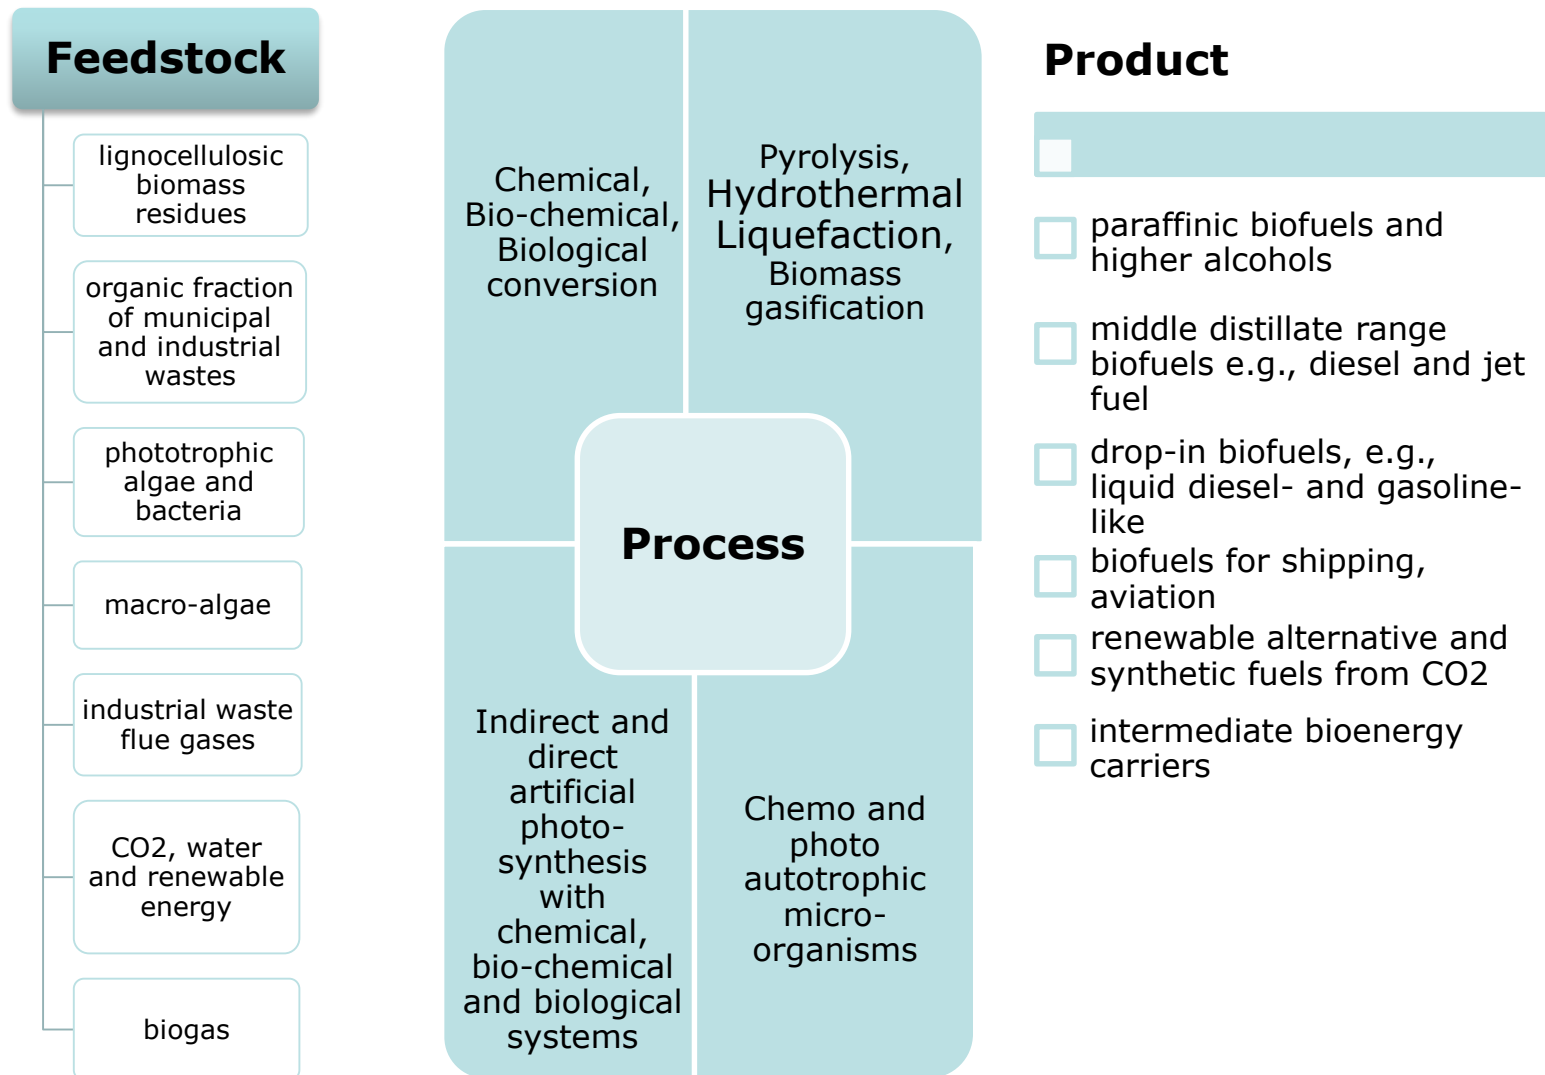 Feedstock
lignocellulosic
biomass
residues
organic fraction
of municipal
and industrial
wastes
phototrophic
algae and
bacteria
macro-algae
industrial waste
flue gases
CO2, water
and renewable
energy
biogas
Chemical,
Bio-chemical,
Biological
conversion
Pyrolysis,
Hydrothermal
Liquefaction,
Biomass
gasification
Process
Indirect and
direct
artificial
photo-
synthesis
with
chemical,
bio-chemical
and biological
systems
Chemo and
photo
autotrophic
micro-
organisms
Product
paraffinic biofuels and
higher alcohols
middle distillate range
biofuels e.g., diesel and jet
fuel
drop-in biofuels, e.g.,
liquid diesel- and gasoline-
like
biofuels for shipping,
aviation
renewable alternative and
synthetic fuels from CO2
intermediate bioenergy
carriers